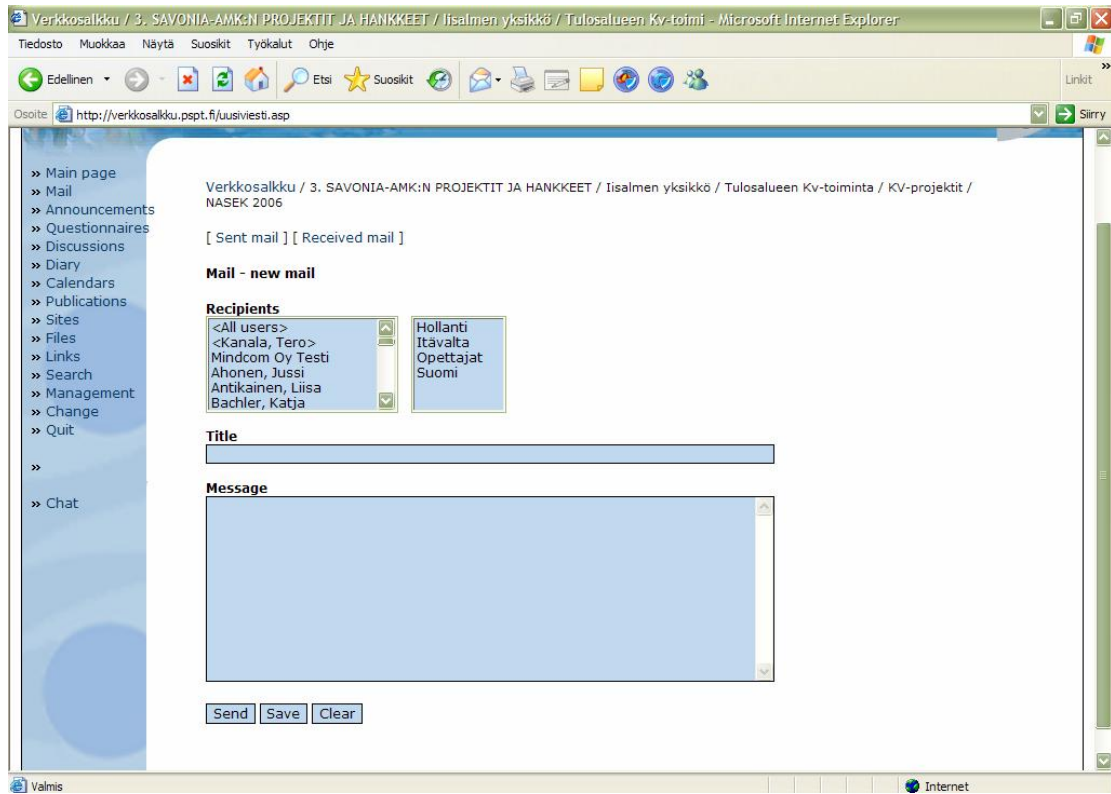 Verkkosalkku / 3. SAVONIA-AMK:N PROJEKTIT JA HANKKEET / Iisalmen yksikkö / Tulosalueen Kv-toimi - Microsoft Internet Explorer
Tiedosto Muokkaa Näytä Suosikit Työkalut Ohje
Edellinen Etsi Suosikit Linkit
Osoite http://verkkosalkku.pspt.fi/uusiviesti.asp Siirry
» Main page
» Mail
» Announcements
» Questionnaires
» Discussions
» Diary
» Calendars
» Publications
» Sites
» Files
» Links
» Search
» Management
» Change
» Quit
»
» Chat
Verkkosalkku / 3. SAVONIA-AMK:N PROJEKTIT JA HANKKEET / Iisalmen yksikkö / Tulosalueen Kv-toiminta / KV-projektit /
NASEK 2006
[ Sent mail ] [ Received mail ]
Mail - new mail
Recipients
<All users>
<Kanala, Tero>
Mindcom Oy Testi
Ahonen, Jussi
Antikainen, Liisa
Bachler, Katja
Hollanti
Itävalta
Opettajat
Suomi
Title
Message
Send Save Clear
Valmis Internet